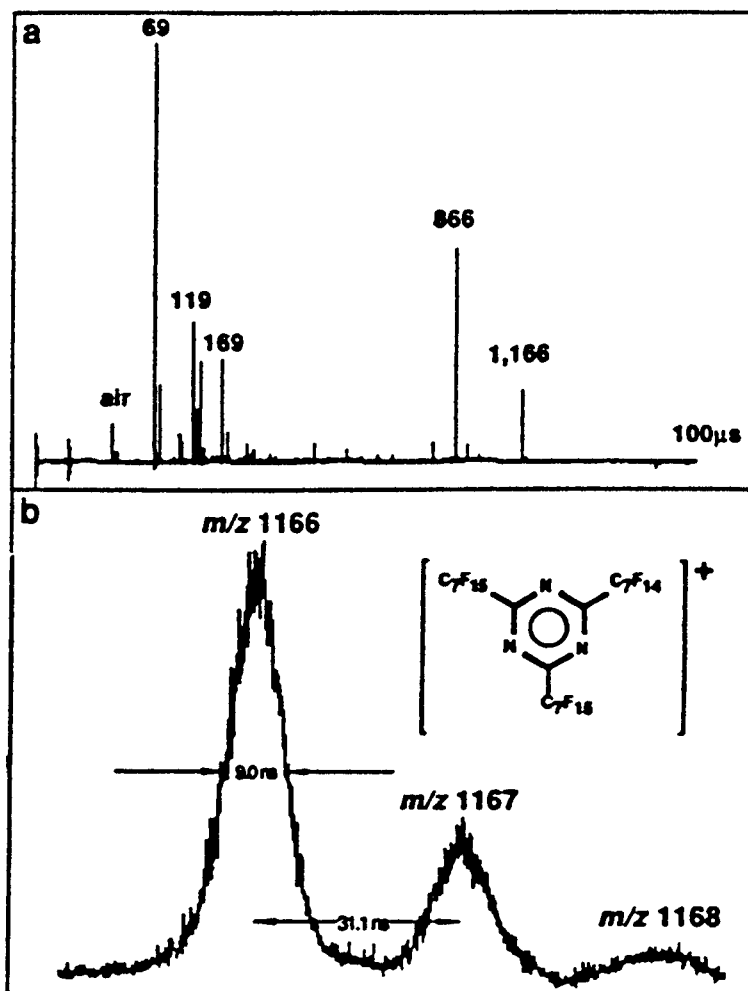 a
69
866
119
169
1,166
air
100µs
b
m/z 1166
[ ]+
C7F15 N C7F14
N N
C7F15
9.0 ns
m/z 1167
31.1 ns
m/z 1168